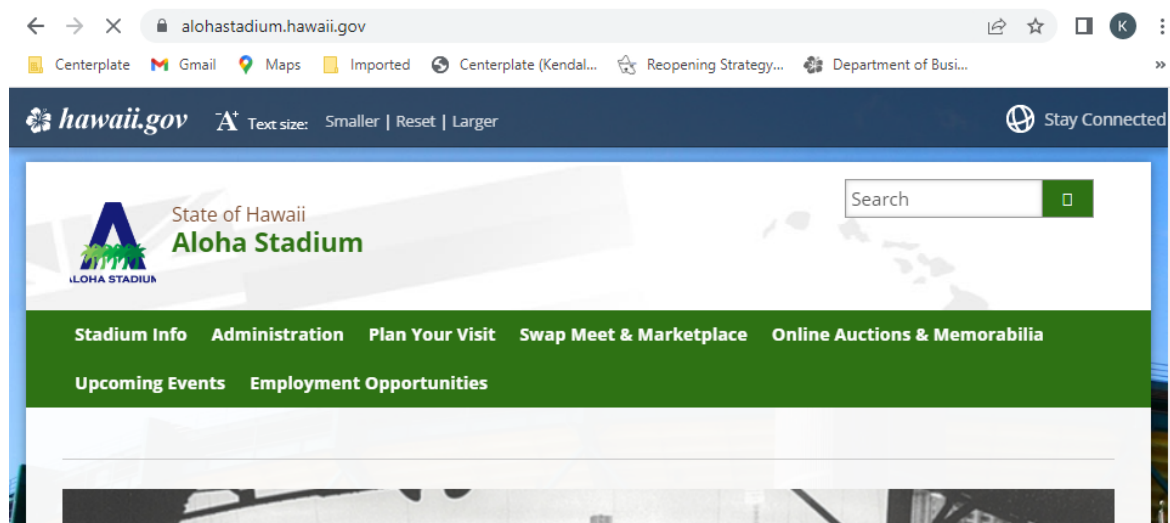 alohastadium.hawaii.gov K
Centerplate Gmail Maps Imported Centerplate (Kendal... Reopening Strategy... Department of Busi... »
hawaii.gov A Text size: Smaller | Reset | Larger Stay Connected
Search
State of Hawaii
Aloha Stadium
ALOHA STADIUM
Stadium Info Administration Plan Your Visit Swap Meet & Marketplace Online Auctions & Memorabilia
Upcoming Events Employment Opportunities